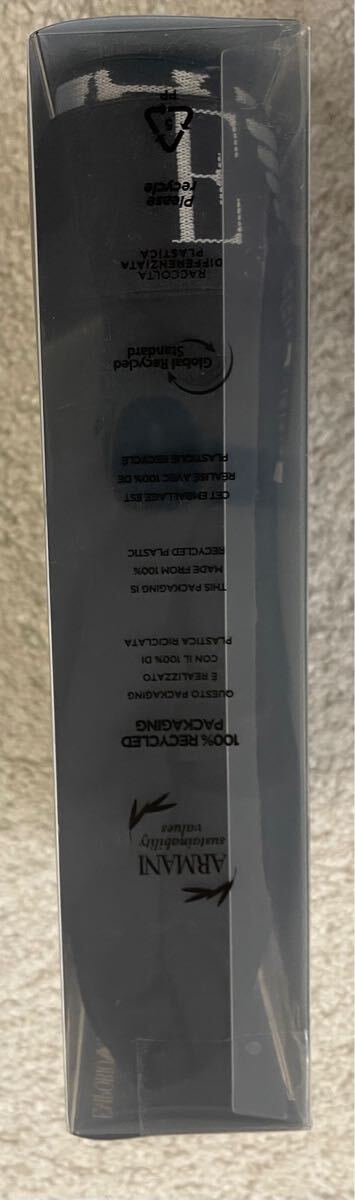 ARMANI
sustainability
values
100% RECYCLED
PACKAGING
QUESTO PACKAGING
È REALIZZATO
CON IL 100% DI
PLASTICA RICICLATA
THIS PACKAGING IS
MADE FROM 100%
RECYCLED PLASTIC
CET EMBALLAGE EST
RÉALISÉ AVEC 100% DE
PLASTIQUE RECYCLÉ
Global Recycled
Standard
RACCOLTA
DIFFERENZIATA
PLASTICA
Please
recycle
5
PP